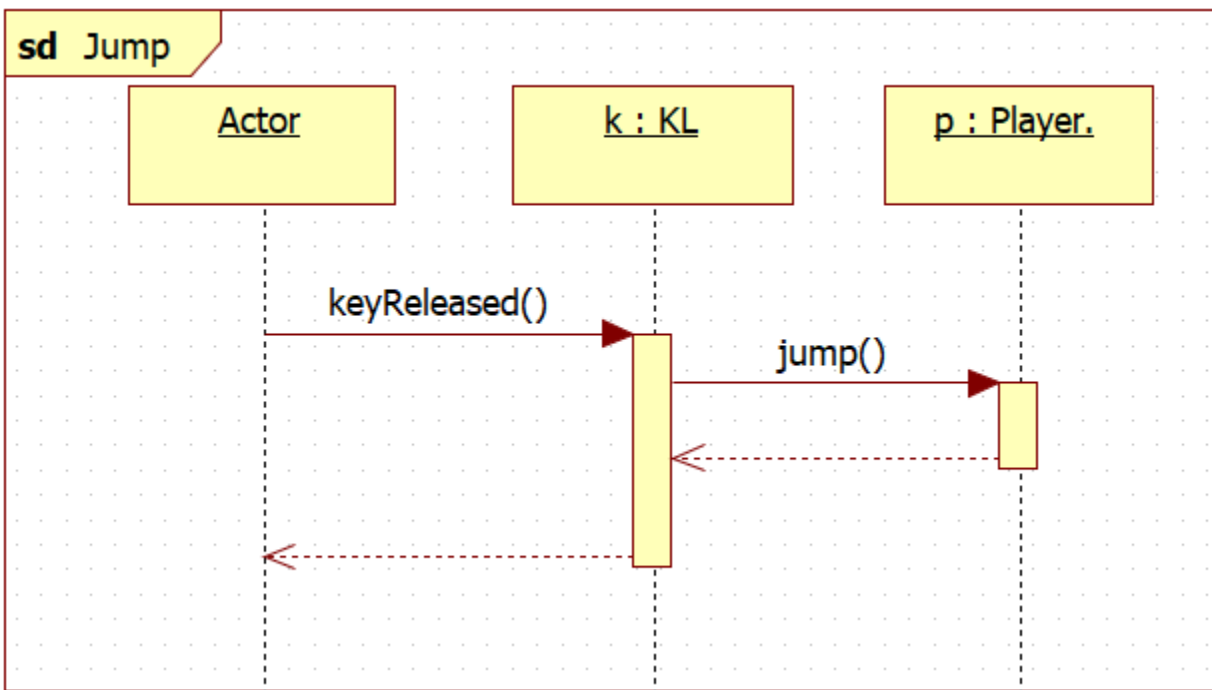 sd Jump
Actor
k : KL
p : Player.
keyReleased()
jump()